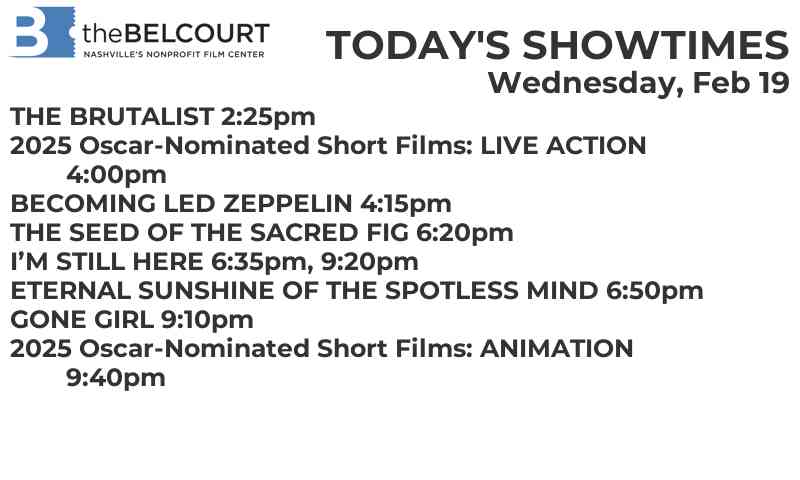 B theBELCOURT
NASHVILLE'S NONPROFIT FILM CENTER
TODAY'S SHOWTIMES
Wednesday, Feb 19
THE BRUTALIST 2:25pm
2025 Oscar-Nominated Short Films: LIVE ACTION
4:00pm
BECOMING LED ZEPPELIN 4:15pm
THE SEED OF THE SACRED FIG 6:20pm
I’M STILL HERE 6:35pm, 9:20pm
ETERNAL SUNSHINE OF THE SPOTLESS MIND 6:50pm
GONE GIRL 9:10pm
2025 Oscar-Nominated Short Films: ANIMATION
9:40pm